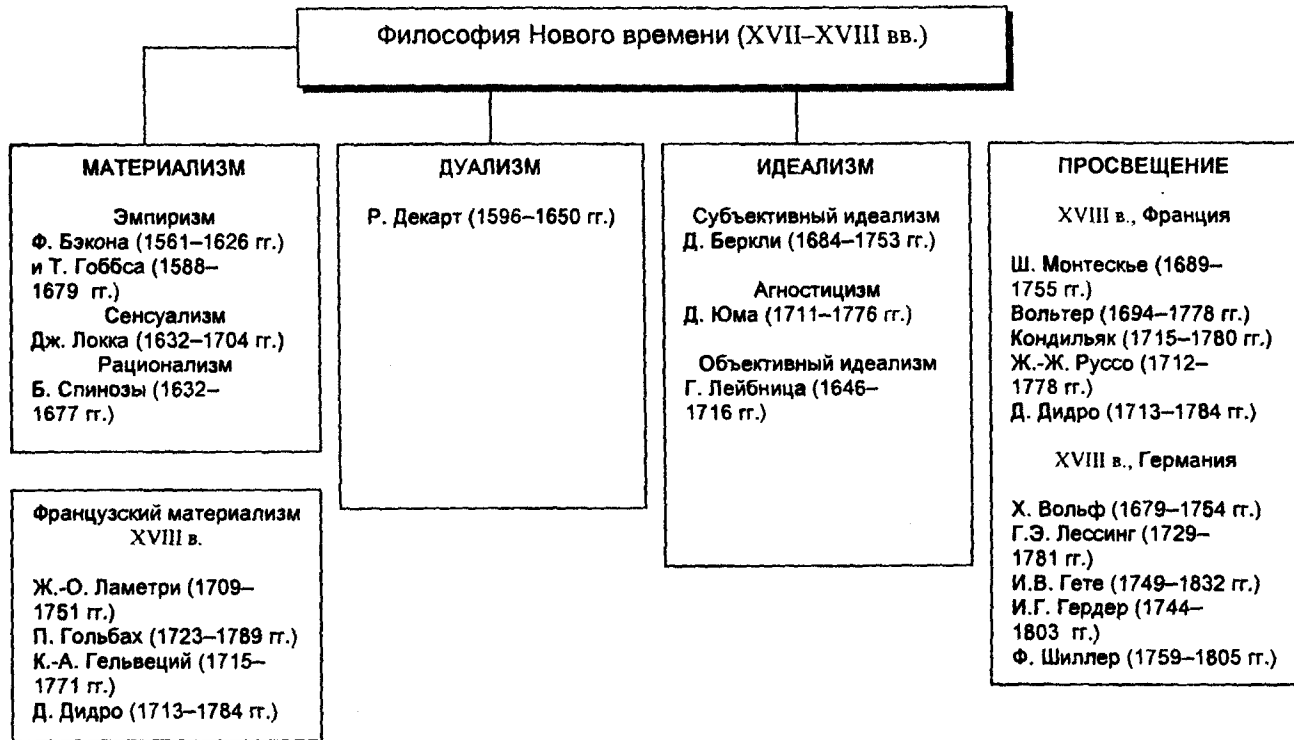 Философия Нового времени (XVII–XVIII вв.)
МАТЕРИАЛИЗМ
Эмпиризм
Ф. Бэкона (1561–1626 гг.)
и Т. Гоббса (1588–
1679 гг.)
Сенсуализм
Дж. Локка (1632–1704 гг.)
Рационализм
Б. Спинозы (1632–
1677 гг.)
Французский материализм
XVIII в.
Ж.-О. Ламетри (1709–
1751 гг.)
П. Гольбах (1723–1789 гг.)
К.-А. Гельвеций (1715–
1771 гг.)
Д. Дидро (1713–1784 гг.)
ДУАЛИЗМ
Р. Декарт (1596–1650 гг.)
ИДЕАЛИЗМ
Субъективный идеализм
Д. Беркли (1684–1753 гг.)
Агностицизм
Д. Юма (1711–1776 гг.)
Объективный идеализм
Г. Лейбница (1646–
1716 гг.)
ПРОСВЕЩЕНИЕ
XVIII в., Франция
Ш. Монтескье (1689–
1755 гг.)
Вольтер (1694–1778 гг.)
Кондильяк (1715–1780 гг.)
Ж.-Ж. Руссо (1712–
1778 гг.)
Д. Дидро (1713–1784 гг.)
XVIII в., Германия
Х. Вольф (1679–1754 гг.)
Г.Э. Лессинг (1729–
1781 гг.)
И.В. Гете (1749–1832 гг.)
И.Г. Гердер (1744–
1803 гг.)
Ф. Шиллер (1759–1805 гг.)